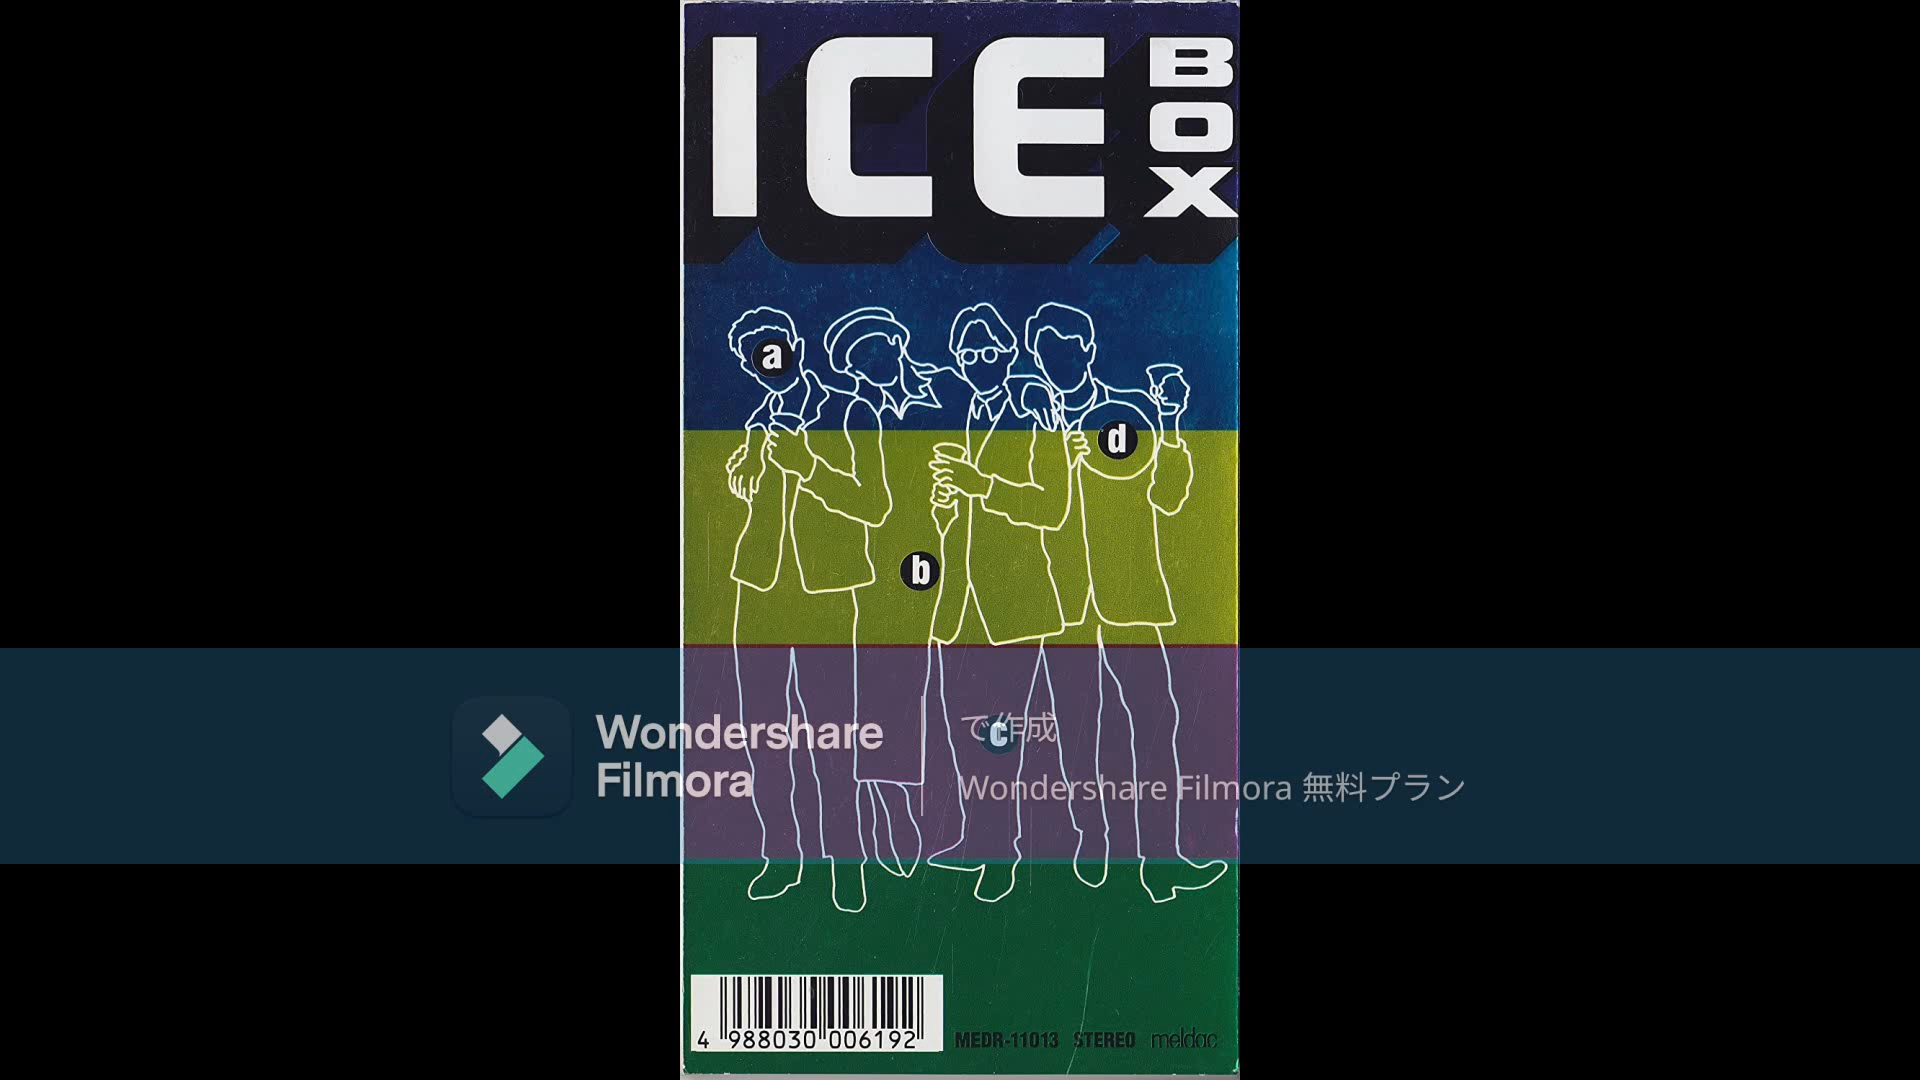 ICE BOX
a
d
b
c
Wondershare
Filmora
で作成
Wondershare Filmora 無料プラン
4 988030 006192
MEDR-11013 STEREO meldac